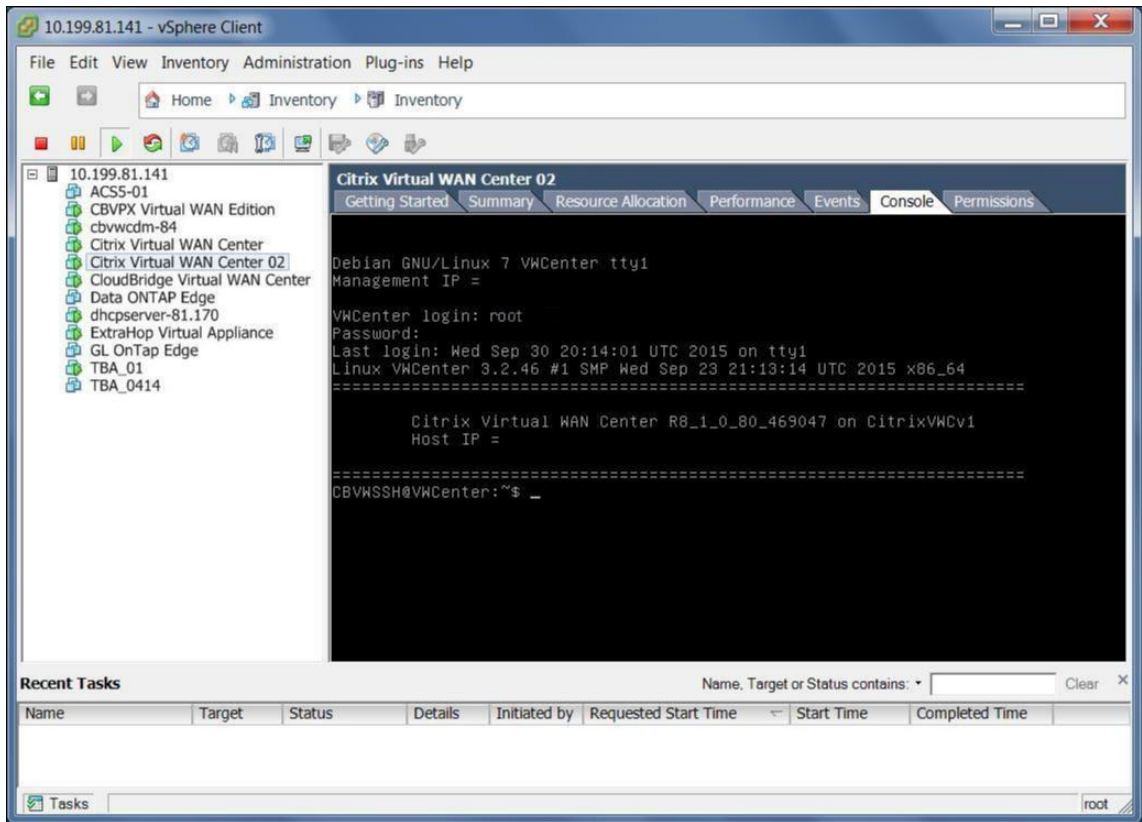 10.199.81.141 - vSphere Client
File Edit View Inventory Administration Plug-ins Help
Home Inventory Inventory
10.199.81.141
ACS5-01
CBVPX Virtual WAN Edition
cbvwcdm-84
Citrix Virtual WAN Center
Citrix Virtual WAN Center 02
CloudBridge Virtual WAN Center
Data ONTAP Edge
dhcpserver-81.170
ExtraHop Virtual Appliance
GL OnTap Edge
TBA_01
TBA_0414
Citrix Virtual WAN Center 02
Getting Started Summary Resource Allocation Performance Events Console Permissions
Debian GNU/Linux 7 VWCenter tty1
Management IP =
VWCenter login: root
Password:
Last login: Wed Sep 30 20:14:01 UTC 2015 on tty1
Linux VWCenter 3.2.46 #1 SMP Wed Sep 23 21:13:14 UTC 2015 x86_64
======================================================================
Citrix Virtual WAN Center R8_1_0_80_469047 on CitrixVWCv1
Host IP =
======================================================================
CBVWSSH@VWCenter:~$ _
Recent Tasks
Name, Target or Status contains: Clear ×
Name Target Status Details Initiated by Requested Start Time Start Time Completed Time
Tasks root